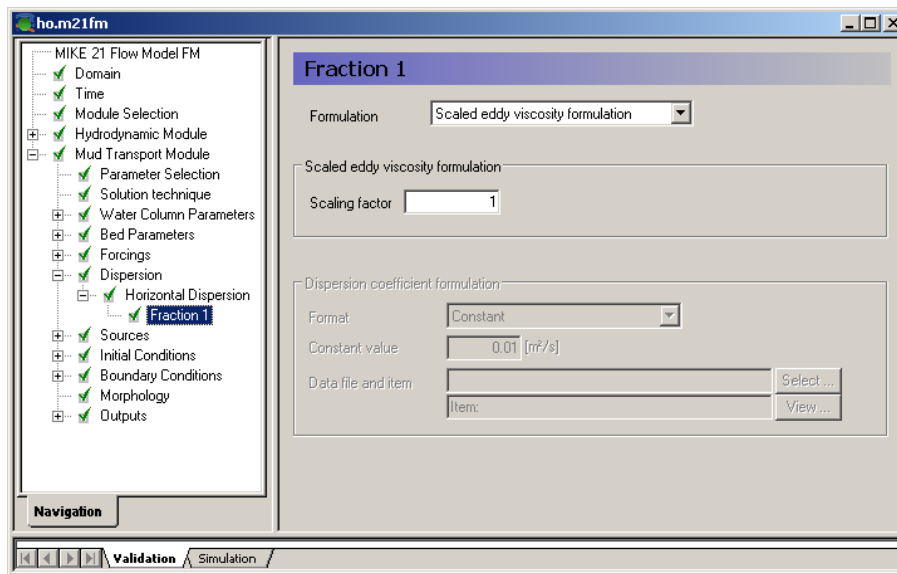 ho.m21fm
MIKE 21 Flow Model FM
Domain
Time
Module Selection
Hydrodynamic Module
Mud Transport Module
Parameter Selection
Solution technique
Water Column Parameters
Bed Parameters
Forcings
Dispersion
Horizontal Dispersion
Fraction 1
Sources
Initial Conditions
Boundary Conditions
Morphology
Outputs
Navigation
Fraction 1
Formulation Scaled eddy viscosity formulation
Scaled eddy viscosity formulation
Scaling factor 1
Dispersion coefficient formulation
Format Constant
Constant value 0.01 [m²/s]
Data file and item Select ...
Item: View ...
Validation Simulation